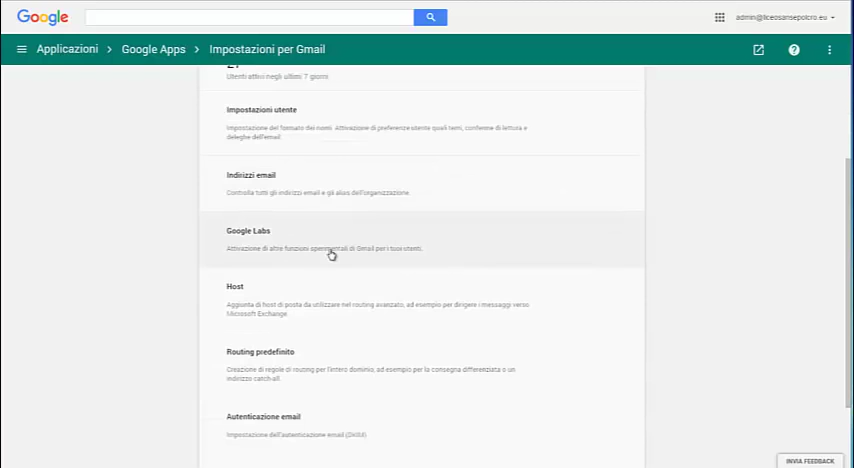 Google
admin@liceosansepolcro.eu
Applicazioni > Google Apps > Impostazioni per Gmail
Utenti attivi negli ultimi 7 giorni
Impostazioni utente
Impostazione del formato dei nomi. Attivazione di preferenze utente quali temi, conferme di lettura e
deleghe dell'email.
Indirizzi email
Controlla tutti gli indirizzi email e gli alias dell'organizzazione.
Google Labs
Attivazione di altre funzioni sperimentali di Gmail per i tuoi utenti.
Host
Aggiunta di host di posta da utilizzare nel routing avanzato, ad esempio per dirigere i messaggi verso
Microsoft Exchange.
Routing predefinito
Creazione di regole di routing per l'intero dominio, ad esempio per la consegna differenziata o un
indirizzo catch-all.
Autenticazione email
Impostazione dell'autenticazione email (DKIM)
INVIA FEEDBACK